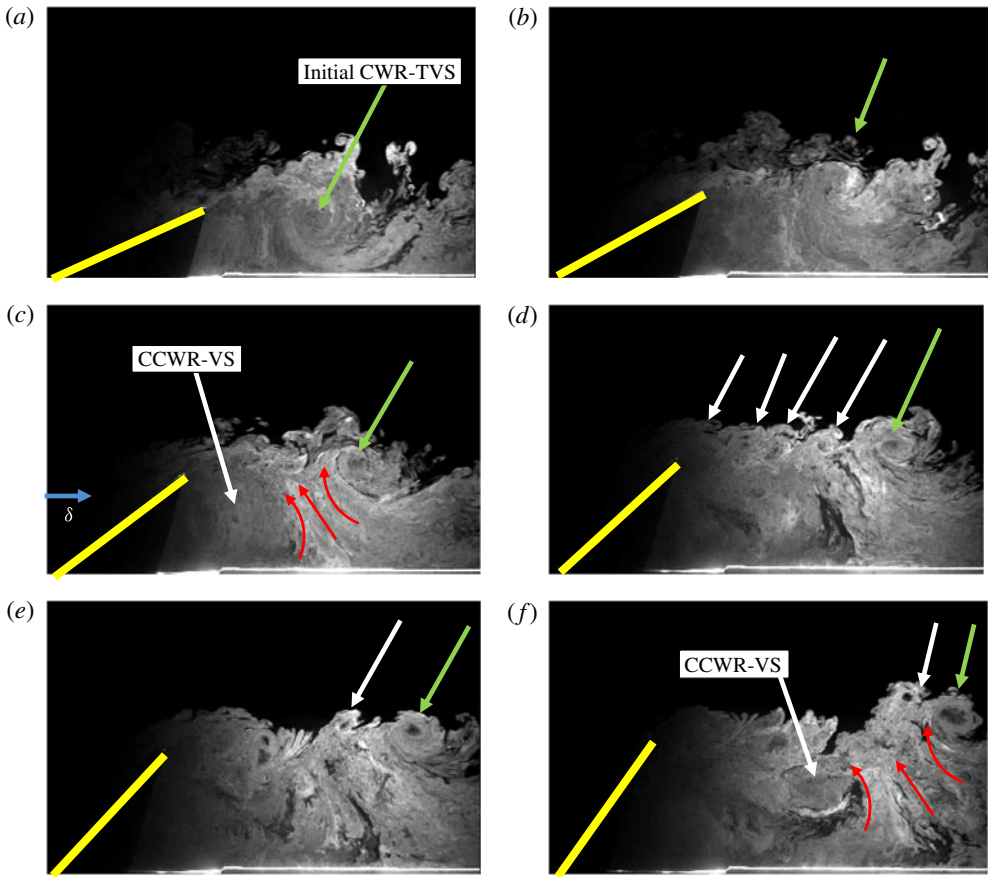 (a)
Initial CWR-TVS
(b)
(c)
CCWR-VS
δ
(d)
(e)
(f)
CCWR-VS